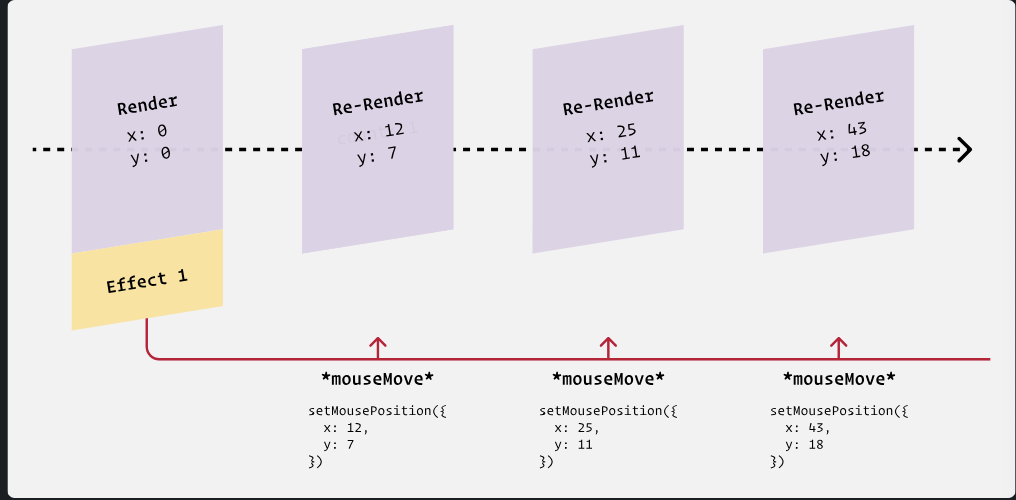 Render
x: 0
y: 0
Re-Render
x: 12
y: 7
Re-Render
x: 25
y: 11
Re-Render
x: 43
y: 18
Effect 1
*mouseMove*
setMousePosition({
  x: 12,
  y: 7
})
*mouseMove*
setMousePosition({
  x: 25,
  y: 11
})
*mouseMove*
setMousePosition({
  x: 43,
  y: 18
})